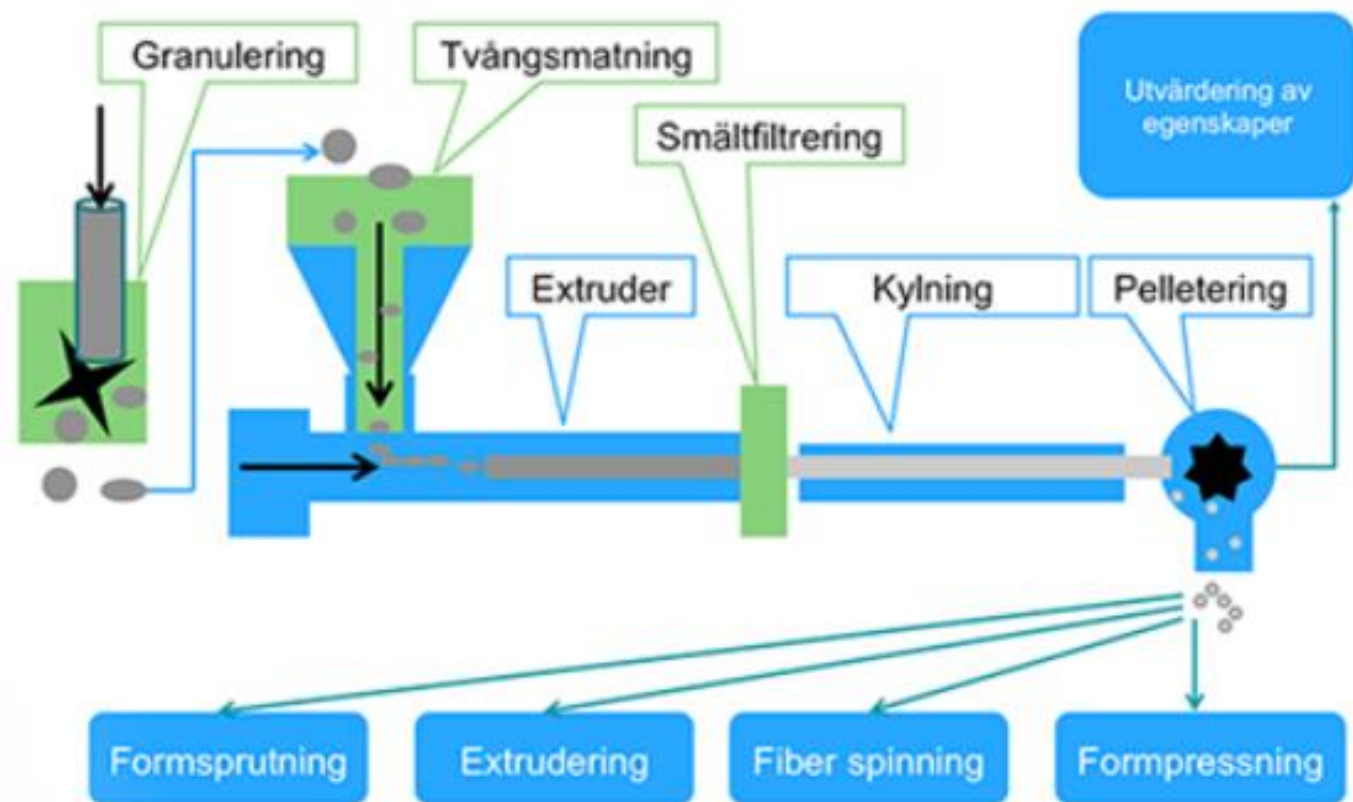 Granulering
Tvångsmatning
Smältfiltrering
Utvärdering av
egenskaper
Extruder
Kylning
Pelletering
Formsprutning
Extrudering
Fiber spinning
Formpressning